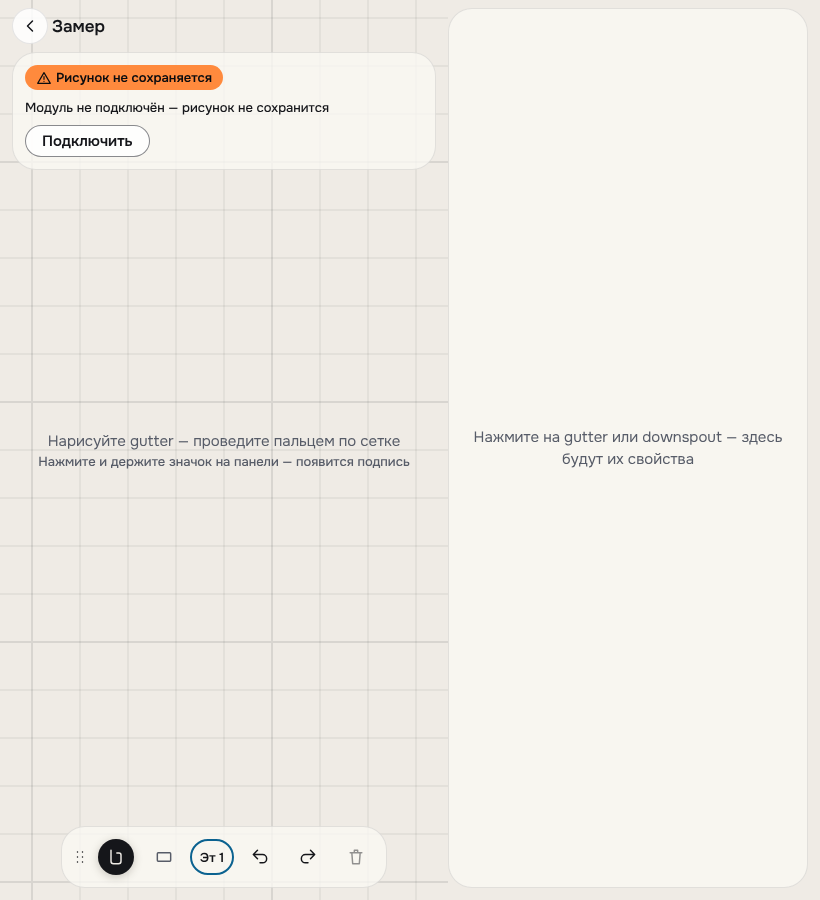 Замер
Рисунок не сохраняется
Модуль не подключён — рисунок не сохранится
Подключить
Нарисуйте gutter — проведите пальцем по сетке
Нажмите и держите значок на панели — появится подпись
Нажмите на gutter или downspout — здесь
будут их свойства
Эт 1